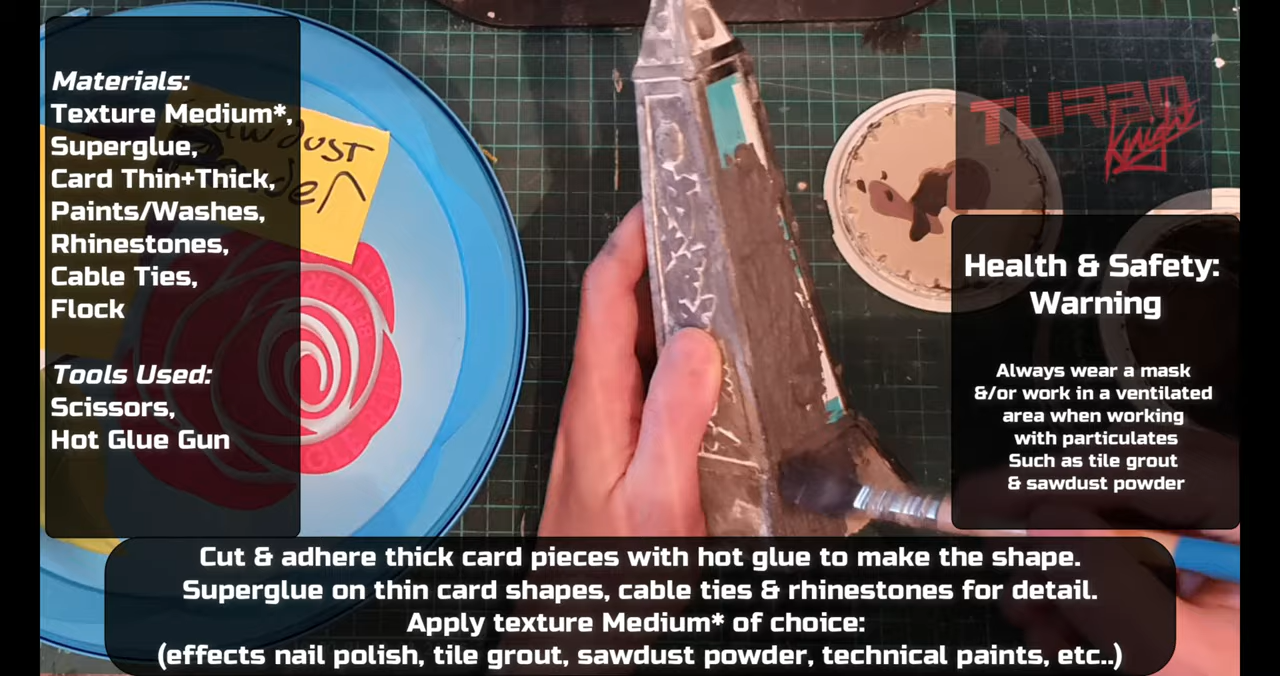 Materials:
Texture Medium*,
Superglue,
Card Thin+Thick,
Paints/Washes,
Rhinestones,
Cable Ties,
Flock
Tools Used:
Scissors,
Hot Glue Gun
Sawdust
Powder
TURBO
Knight
Health & Safety:
Warning
Always wear a mask
&/or work in a ventilated
area when working
with particulates
Such as tile grout
& sawdust powder
Cut & adhere thick card pieces with hot glue to make the shape.
Superglue on thin card shapes, cable ties & rhinestones for detail.
Apply texture Medium* of choice:
(effects nail polish, tile grout, sawdust powder, technical paints, etc..)